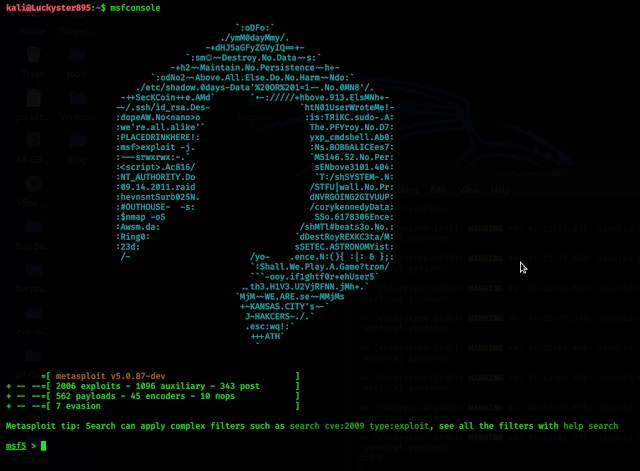 kali@Luckyster895:~$ msfconsole
`:oDFo:`
./ymM0dayMmy/.
-+dHJ5aGFyZGVyIQ==+-
`:sm⏣~~Destroy.No.Data~~s:`
-+h2~~Maintain.No.Persistence~~h+-
`:odNo2~~Above.All.Else.Do.No.Harm~~Ndo:`
./etc/shadow.0days-Data'%20OR%201=1--.No.0MN8'/.
-++SecKCoin++e.AMd` `+-:////+hbove.913.ElsMNh+-
-~/.ssh/id_rsa.Des- `htN01UserWroteMe!-
:dopeAW.No<nano>o :is:TЯiKC.sudo-.A:
:we're.all.alike'` The.PFYroy.No.D7:
:PLACEDRINKHERE!: yxp_cmdshell.Ab0:
:msf>exploit -j. :Ns.BOB&ALICEes7:
:---srwxrwx:-.` `MS146.52.No.Per:
:<script>.Ac816/ sENbove3101.404:
:NT_AUTHORITY.Do `T:/shSYSTEM-.N:
:09.14.2011.raid /STFU|wall.No.Pr:
:hevnsntSurb025N. dNVRGOING2GIVUUP:
:#OUTHOUSE- -s: /corykennedyData:
:$nmap -oS SSo.6178306Ence:
:Awsm.da: /shMTl#beats3o.No.:
:Ring0: `dDestRoyREXKC3ta/M:
:23d: sSETEC.ASTRONOMYist:
/- /yo- .ence.N:(){ :|: & };:
`:Shall.We.Play.A.Game?tron/
```-ooy.if1ghtf0r+ehUser5`
..th3.H1V3.U2VjRFNN.jMh+.`
`MjM~~WE.ARE.se~~MMjMs
+~KANSAS.CITY's~-`
J~HAKCERS~./.`
.esc:wq!:`
+++ATH`
`
=[ metasploit v5.0.87-dev ]
+ -- --=[ 2006 exploits - 1096 auxiliary - 343 post ]
+ -- --=[ 562 payloads - 45 encoders - 10 nops ]
+ -- --=[ 7 evasion ]
Metasploit tip: Search can apply complex filters such as search cve:2009 type:exploit, see all the filters with help search
msf5 >